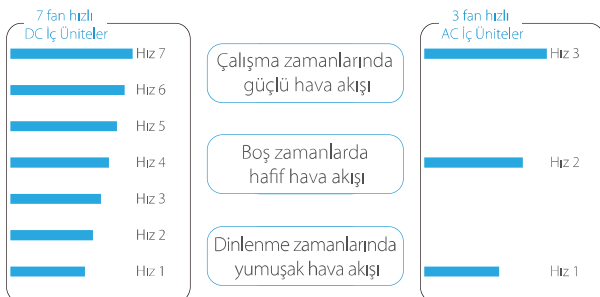 7 fan hızlı
DC İç Üniteler
Hız 7
Hız 6
Hız 5
Hız 4
Hız 3
Hız 2
Hız 1
Çalışma zamanlarında
güçlü hava akışı
Boş zamanlarda
hafif hava akışı
Dinlenme zamanlarında
yumuşak hava akışı
3 fan hızlı
AC İç Üniteler
Hız 3
Hız 2
Hız 1